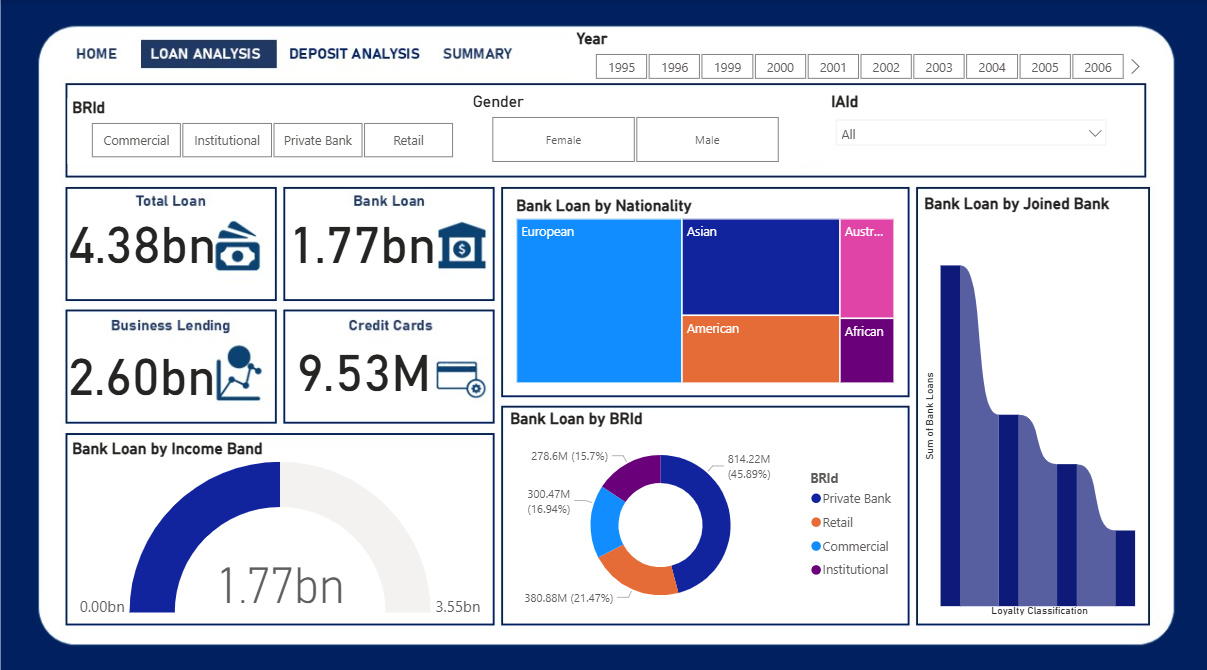 HOME
LOAN ANALYSIS
DEPOSIT ANALYSIS
SUMMARY
Year
1995
1996
1999
2000
2001
2002
2003
2004
2005
2006
BRId
Commercial
Institutional
Private Bank
Retail
Gender
Female
Male
IAId
All
Total Loan
4.38bn
Bank Loan
1.77bn
Business Lending
2.60bn
Credit Cards
9.53M
Bank Loan by Income Band
1.77bn
0.00bn
3.55bn
Bank Loan by Nationality
European
Asian
Austr...
American
African
Bank Loan by BRId
278.6M (15.7%)
814.22M
(45.89%)
300.47M
(16.94%)
380.88M (21.47%)
BRId
Private Bank
Retail
Commercial
Institutional
Bank Loan by Joined Bank
Sum of Bank Loans
Loyalty Classification